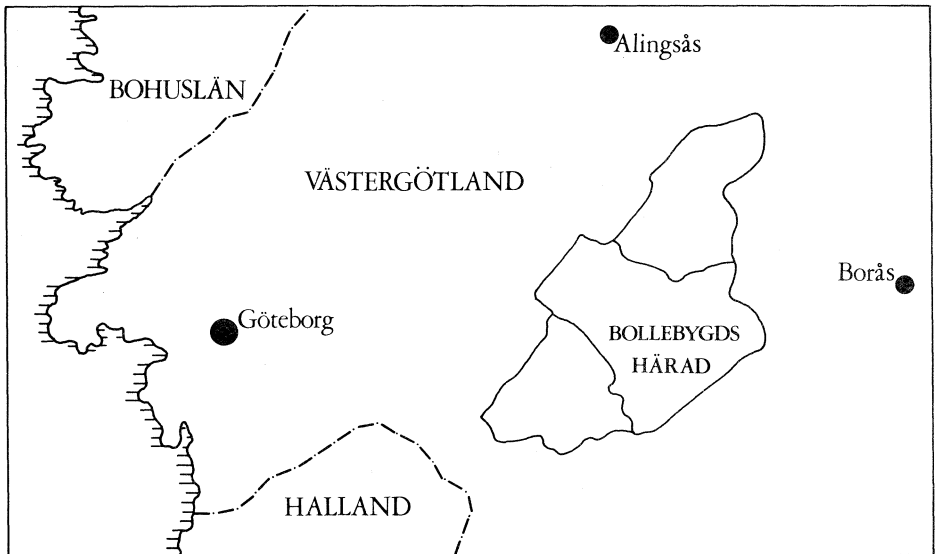 Alingsås
BOHUSLÄN
VÄSTERGÖTLAND
Borås
Göteborg
BOLLEBYGDS
HÄRAD
HALLAND